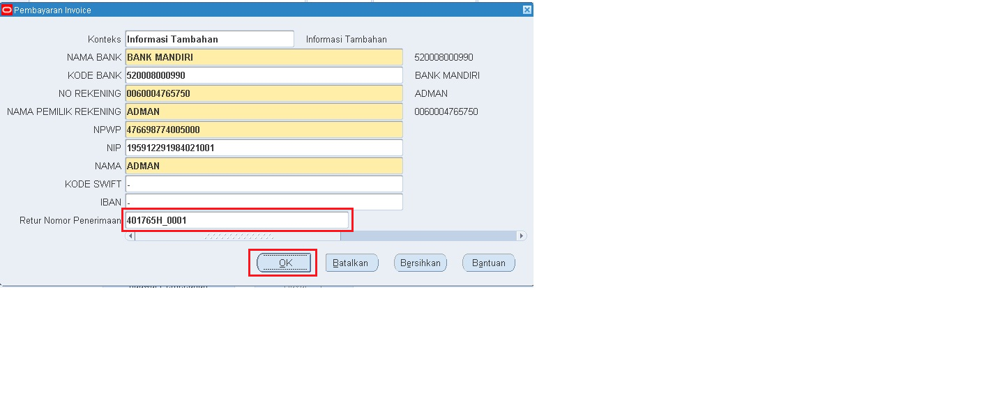 Pembayaran Invoice
Konteks Informasi Tambahan Informasi Tambahan
NAMA BANK BANK MANDIRI 520008000990
KODE BANK 520008000990 BANK MANDIRI
NO REKENING 0060004765750 ADMAN
NAMA PEMILIK REKENING ADMAN 0060004765750
NPWP 476698774005000
NIP 195912291984021001
NAMA ADMAN
KODE SWIFT -
IBAN -
Retur Nomor Penerimaan 401765H_0001
OK Batalkan Bersihkan Bantuan